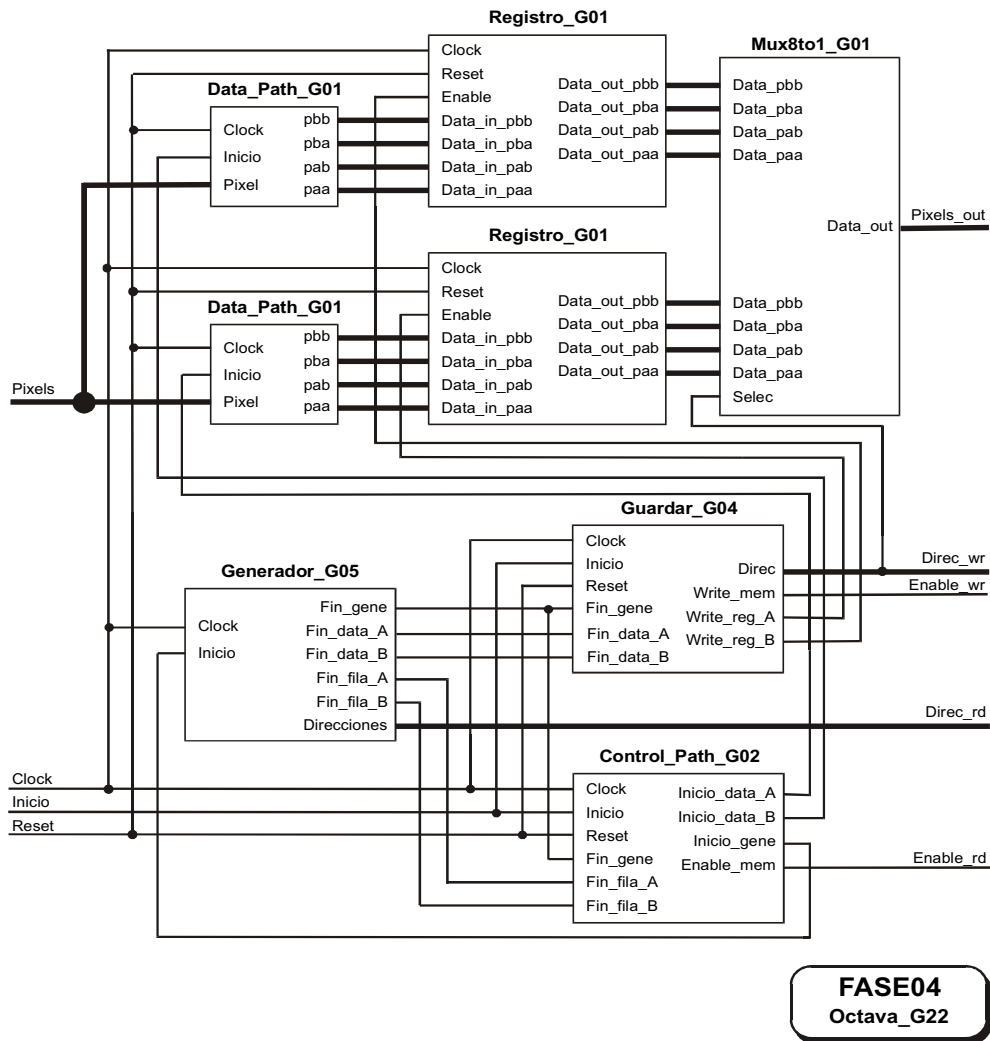 Registro_G01
Clock
Reset
Enable
Data_in_pbb
Data_in_pba
Data_in_pab
Data_in_paa
Data_out_pbb
Data_out_pba
Data_out_pab
Data_out_paa
Mux8to1_G01
Data_pbb
Data_pba
Data_pab
Data_paa
Data_out
Pixels_out
Data_pbb
Data_pba
Data_pab
Data_paa
Selec
Data_Path_G01
Clock
Inicio
Pixel
pbb
pba
pab
paa
Registro_G01
Clock
Reset
Enable
Data_in_pbb
Data_in_pba
Data_in_pab
Data_in_paa
Data_out_pbb
Data_out_pba
Data_out_pab
Data_out_paa
Data_Path_G01
Clock
Inicio
Pixel
pbb
pba
pab
paa
Pixels
Guardar_G04
Clock
Inicio
Reset
Fin_gene
Fin_data_A
Fin_data_B
Direc
Write_mem
Write_reg_A
Write_reg_B
Direc_wr
Enable_wr
Generador_G05
Clock
Inicio
Fin_gene
Fin_data_A
Fin_data_B
Fin_fila_A
Fin_fila_B
Direcciones
Direc_rd
Control_Path_G02
Clock
Inicio
Reset
Fin_gene
Fin_fila_A
Fin_fila_B
Inicio_data_A
Inicio_data_B
Inicio_gene
Enable_mem
Enable_rd
Clock
Inicio
Reset
FASE04
Octava_G22